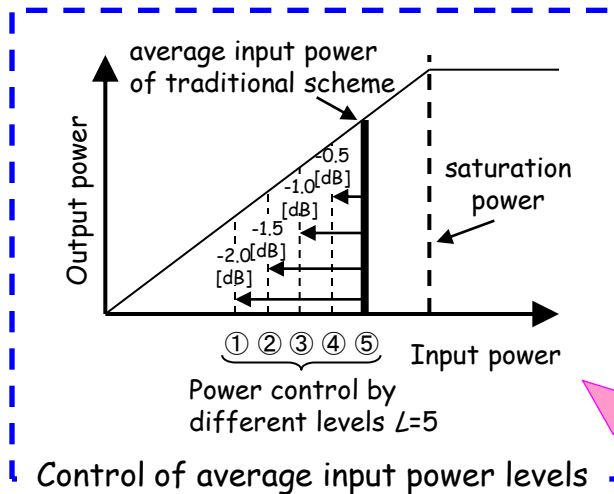 average input power
of traditional scheme
Output power
-0.5
[dB]
-1.0
[dB]
-1.5
[dB]
-2.0
[dB]
saturation
power
① ② ③ ④ ⑤
Input power
Power control by
different levels L=5
Control of average input power levels